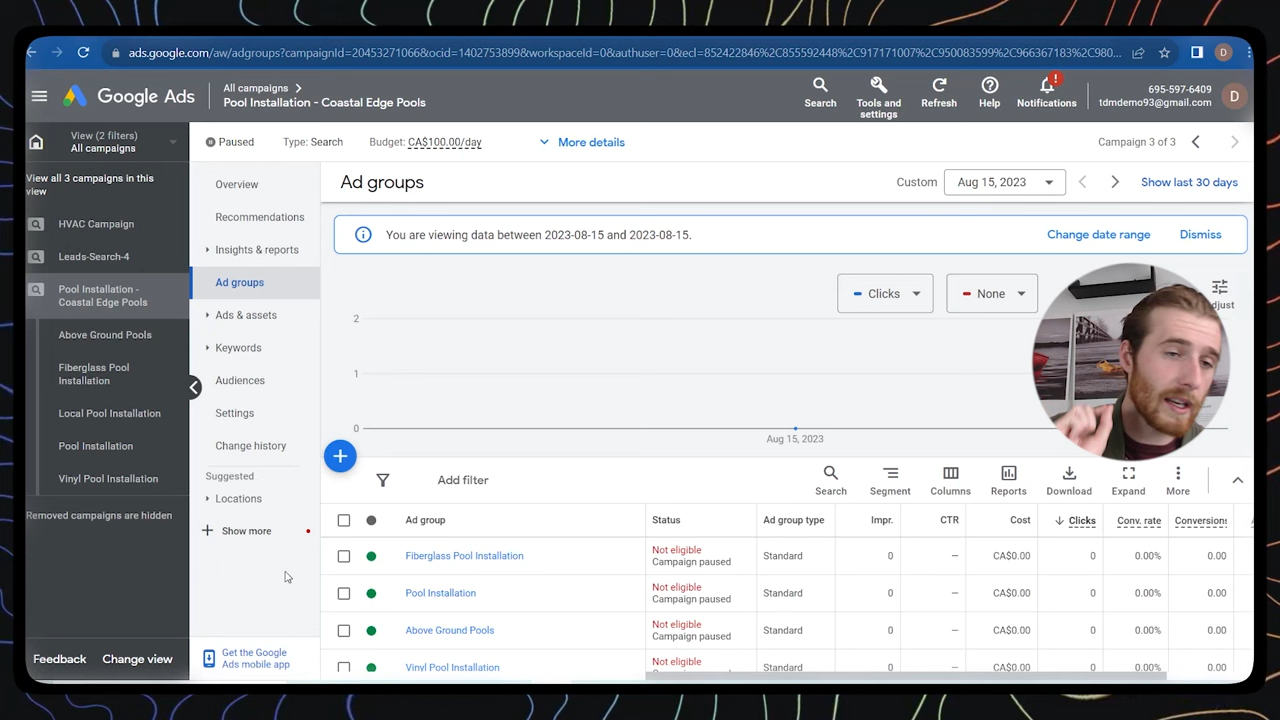 ads.google.com/aw/adgroups?campaignId=20453271066&ocid=1402753899&workspaceId=0&authuser=0&ecl=852422846%2C855592448%2C917171007%2C950083599%2C966367183%2C980...
Google Ads
All campaigns
Pool Installation - Coastal Edge Pools
Search
Tools and
settings
Refresh
Help
!
Notifications
695-597-6409
tdmdemo93@gmail.com
D
View (2 filters)
All campaigns
Paused
Type: Search
Budget: CA$100.00/day
More details
Campaign 3 of 3
View all 3 campaigns in this
view
HVAC Campaign
Leads-Search-4
Pool Installation -
Coastal Edge Pools
Above Ground Pools
Fiberglass Pool
Installation
Local Pool Installation
Pool Installation
Vinyl Pool Installation
Removed campaigns are hidden
Feedback
Change view
Overview
Recommendations
Insights & reports
Ad groups
Ads & assets
Keywords
Audiences
Settings
Change history
Suggested
Locations
Show more
Get the Google
Ads mobile app
Ad groups
Custom
Aug 15, 2023
Show last 30 days
You are viewing data between 2023-08-15 and 2023-08-15.
Change date range
Dismiss
Clicks
None
2
1
0
Aug 15, 2023
Add filter
Search
Segment
Columns
Reports
Download
Expand
More
Ad group Status Ad group type Impr. CTR Cost Clicks Conv. rate Conversions
Fiberglass Pool Installation Not eligible Standard 0 — CA$0.00 0 0.00% 0.00
Campaign paused
Pool Installation Not eligible Standard 0 — CA$0.00 0 0.00% 0.00
Campaign paused
Above Ground Pools Not eligible Standard 0 — CA$0.00 0 0.00% 0.00
Campaign paused
Vinyl Pool Installation Not eligible Standard 0 — CA$0.00 0 0.00% 0.00